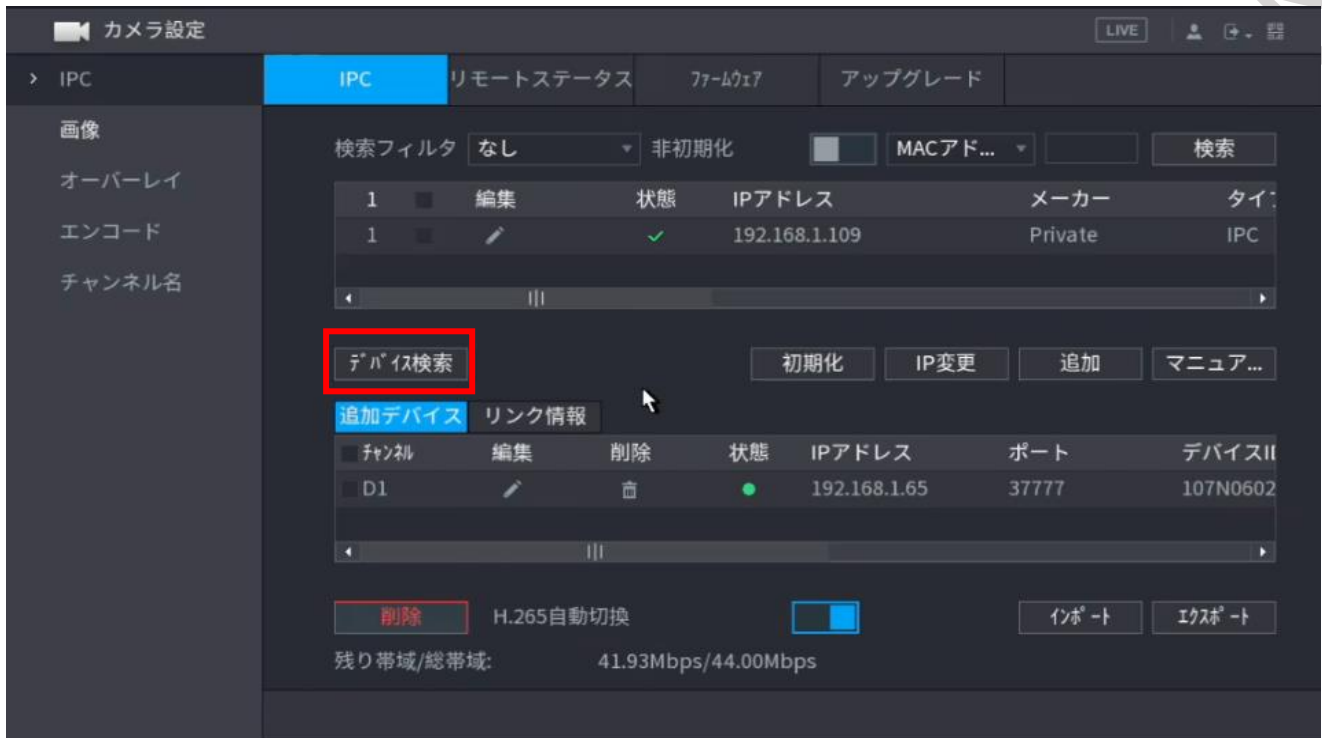 カメラ設定 LIVE
IPC
画像
オーバーレイ
エンコード
チャンネル名
IPC リモートステータス ファームウェア アップグレード
検索フィルタ なし 非初期化 MACアド... 検索
1 編集 状態 IPアドレス メーカー タイ
1 192.168.1.109 Private IPC
デバイス検索 初期化 IP変更 追加 マニュア...
追加デバイス リンク情報
チャンネル 編集 削除 状態 IPアドレス ポート デバイスI
D1 192.168.1.65 37777 107N0602
削除 H.265自動切換 インポート エクスポート
残り帯域/総帯域: 41.93Mbps/44.00Mbps